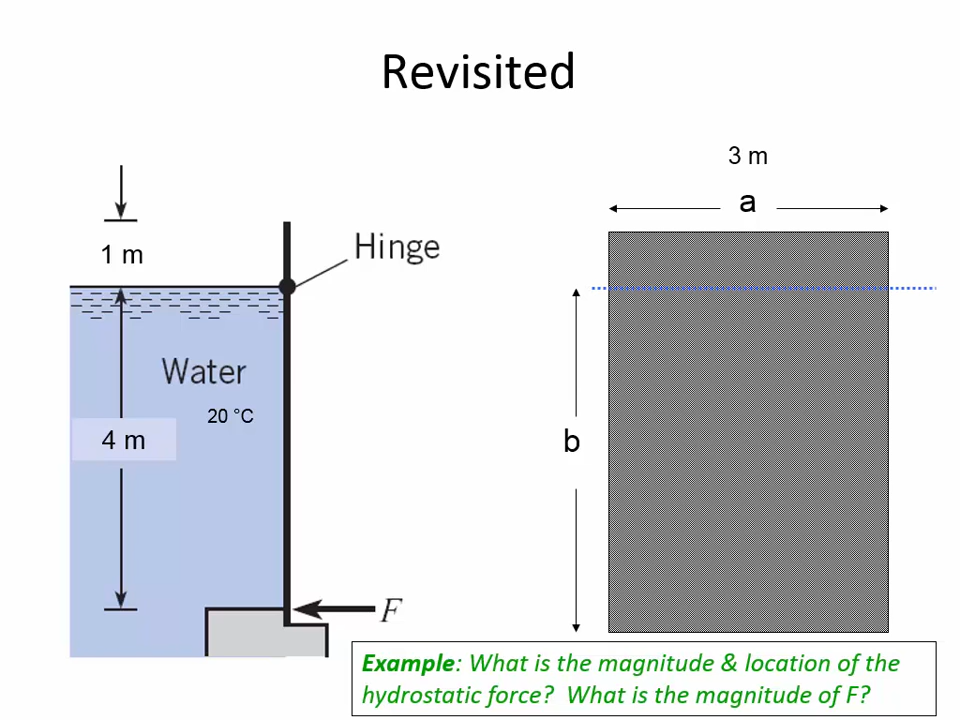 Revisited
3 m
a
1 m
Hinge
Water
20 °C
4 m
b
F
Example: What is the magnitude & location of the
hydrostatic force? What is the magnitude of F?